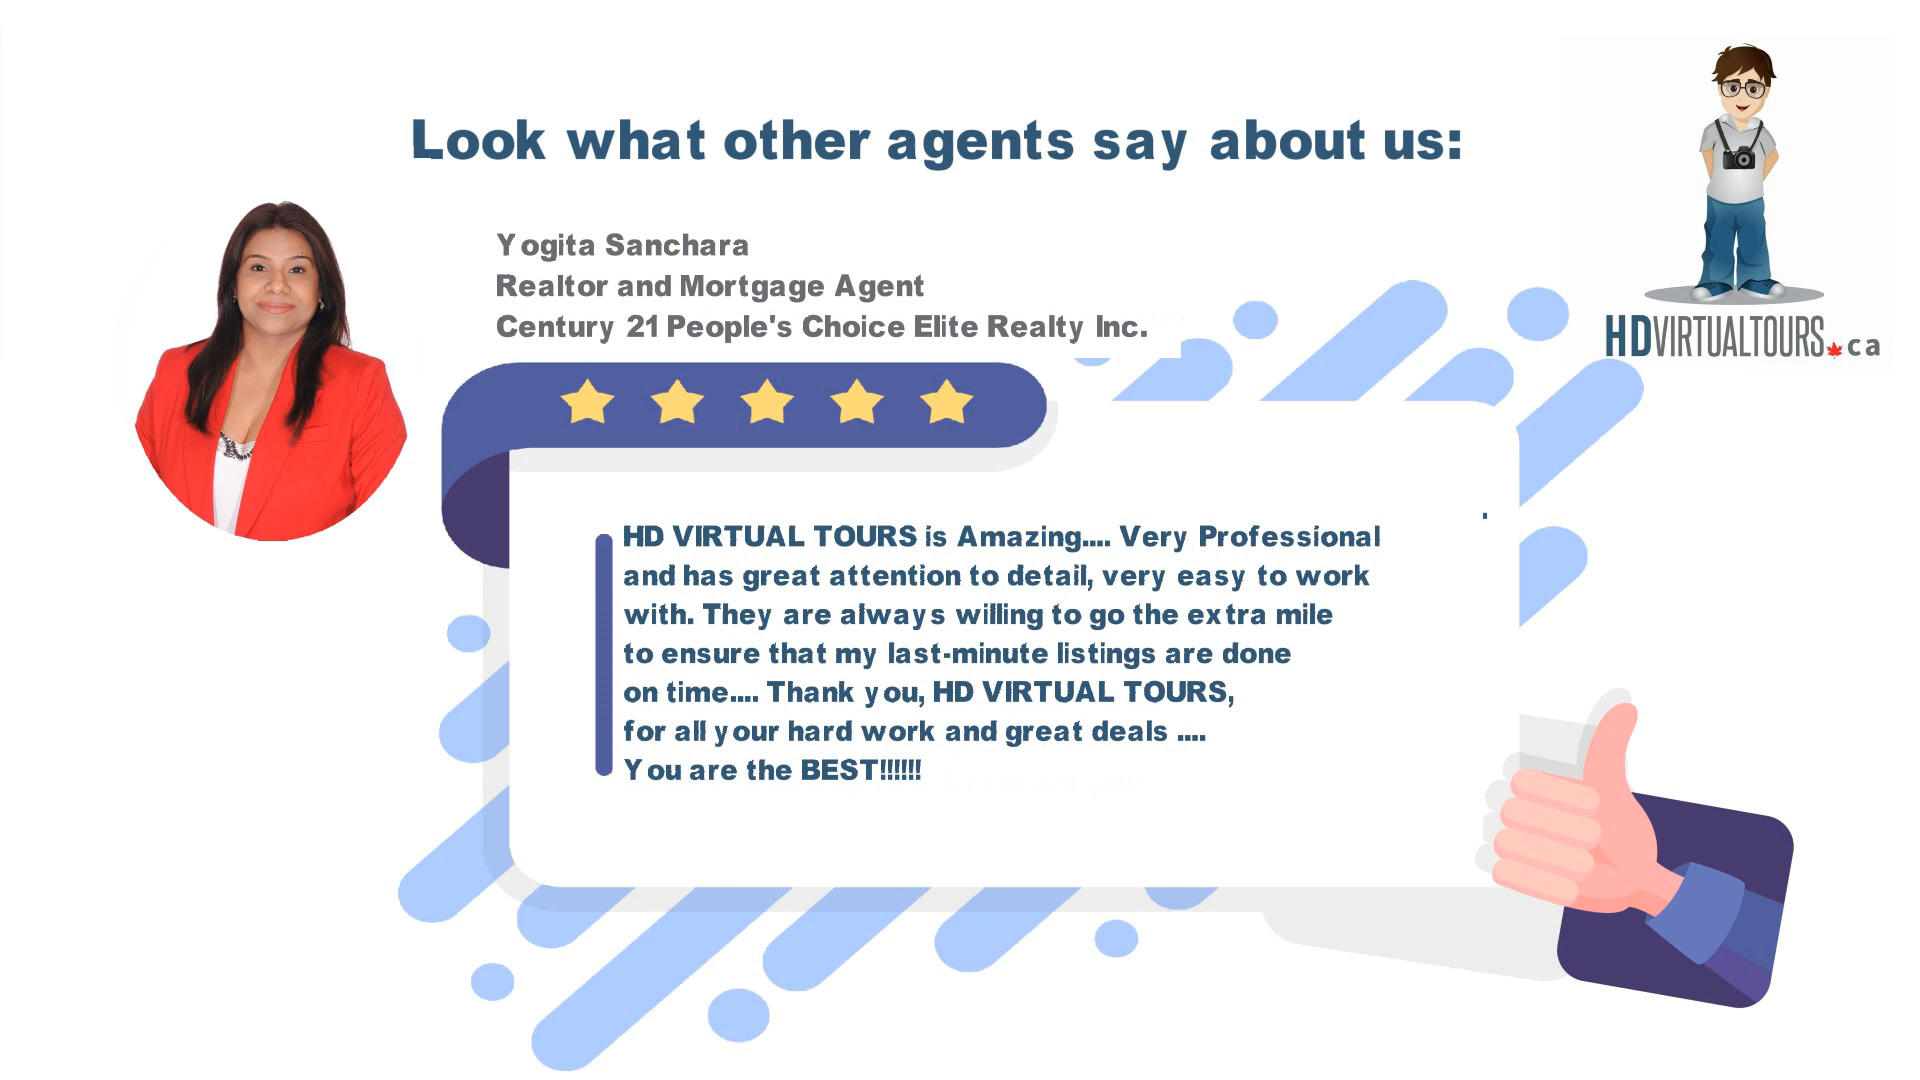 Look what other agents say about us:
Yogita Sanchara
Realtor and Mortgage Agent
Century 21 People's Choice Elite Realty Inc.
HDVIRTUALTOURS.ca
HD VIRTUAL TOURS is Amazing.... Very Professional
and has great attention to detail, very easy to work
with. They are always willing to go the extra mile
to ensure that my last-minute listings are done
on time.... Thank you, HD VIRTUAL TOURS,
for all your hard work and great deals ....
You are the BEST!!!!!!